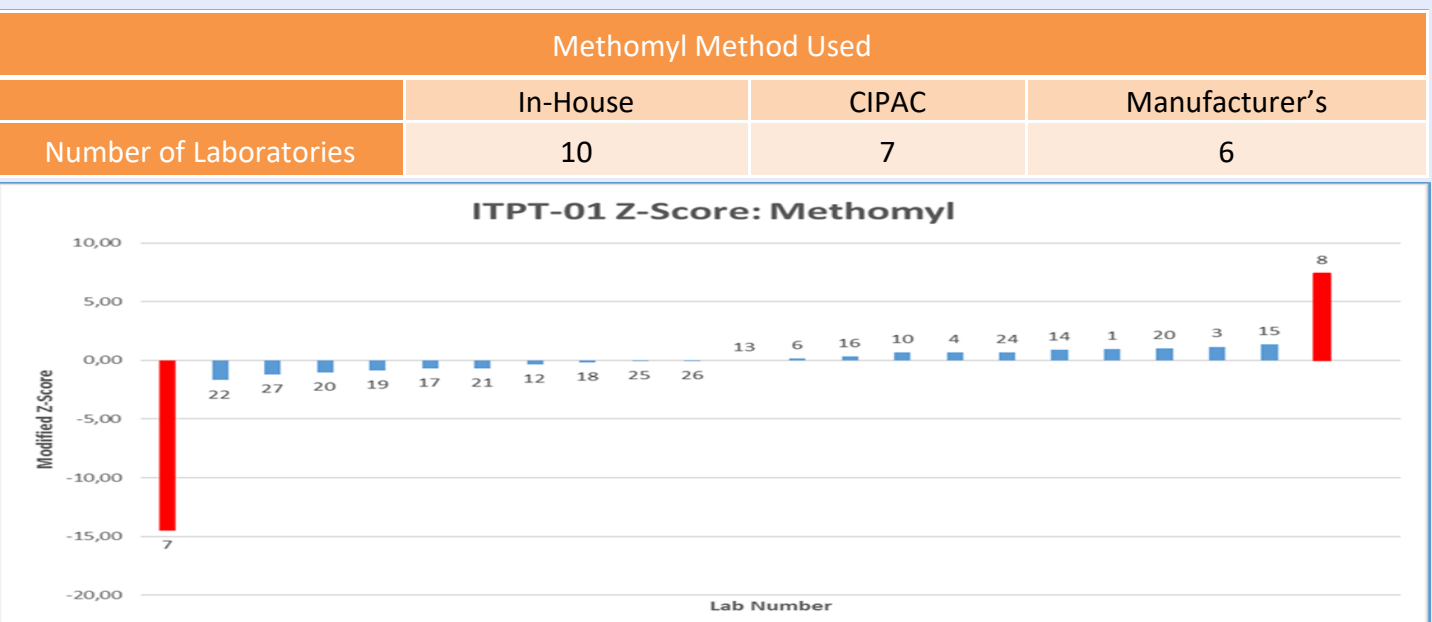 Methomyl Method Used
In-House CIPAC Manufacturer’s
Number of Laboratories 10 7 6
ITPT-01 Z-Score: Methomyl
10,00
8
5,00
13 6 16 10 4 24 14 1 20 3 15
0,00
22 27 20 19 17 21 12 18 25 26
Modified Z-Score
-5,00
-10,00
-15,00
7
-20,00
Lab Number